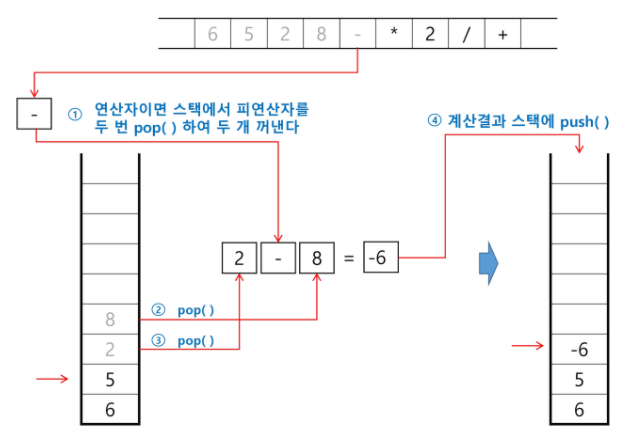 6 5 2 8 - * 2 / +
-
① 연산자이면 스택에서 피연산자를
두 번 pop( ) 하여 두 개 꺼낸다
④ 계산결과 스택에 push( )
2 - 8 = -6
8
② pop( )
2
③ pop( )
5
6
-6
5
6